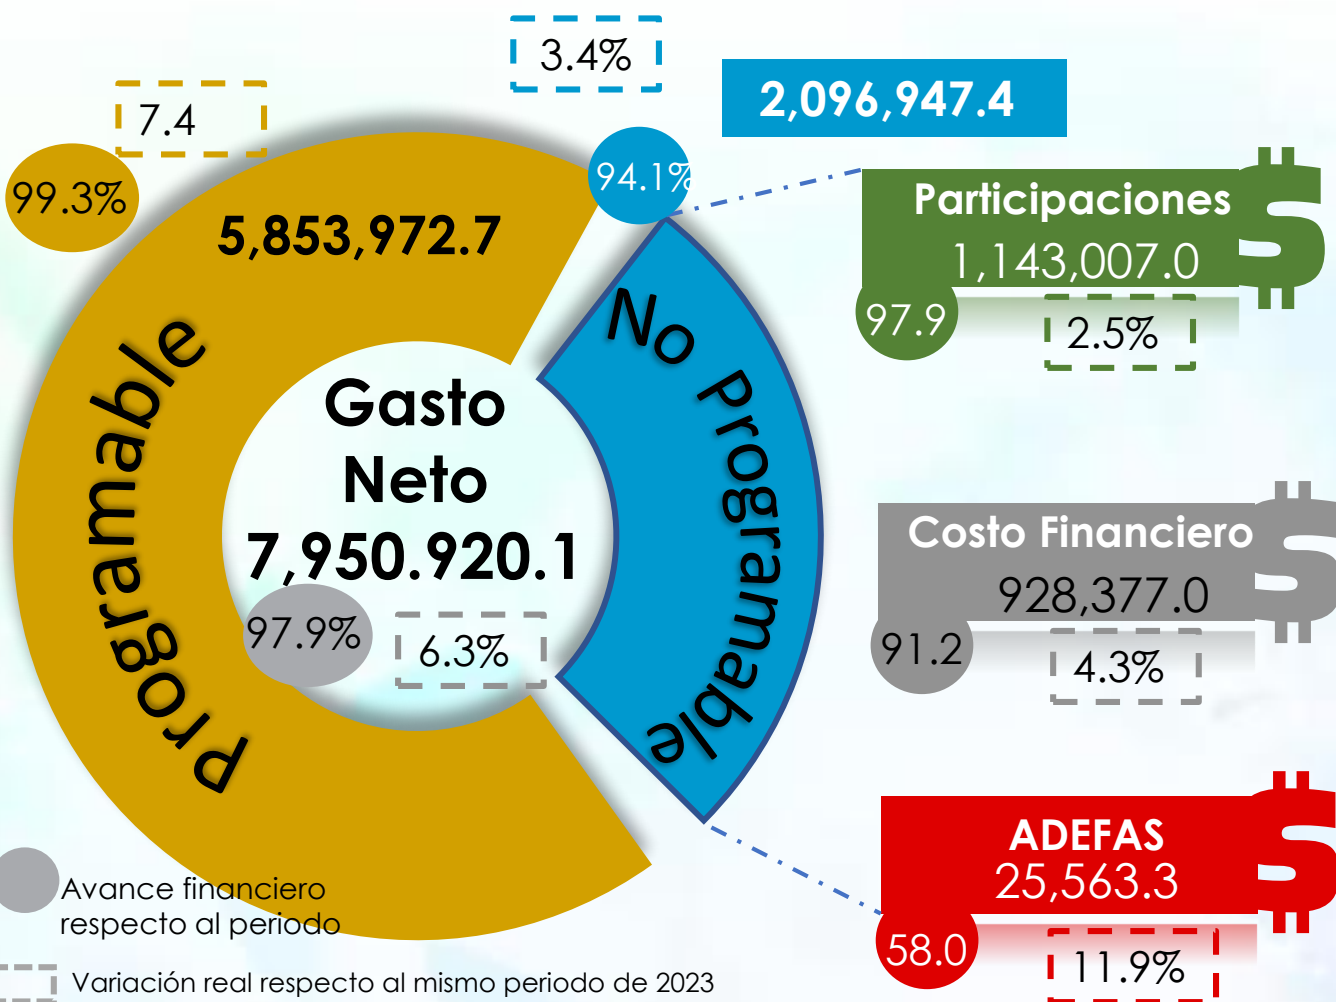 3.4%
2,096,947.4
7.4
99.3%
94.1%
5,853,972.7
Programable
No Programable
Gasto
Neto
7,950.920.1
97.9%
6.3%
Participaciones
1,143,007.0
97.9
2.5%
Costo Financiero
928,377.0
91.2
4.3%
ADEFAS
25,563.3
58.0
11.9%
Avance financiero
respecto al periodo
Variación real respecto al mismo periodo de 2023